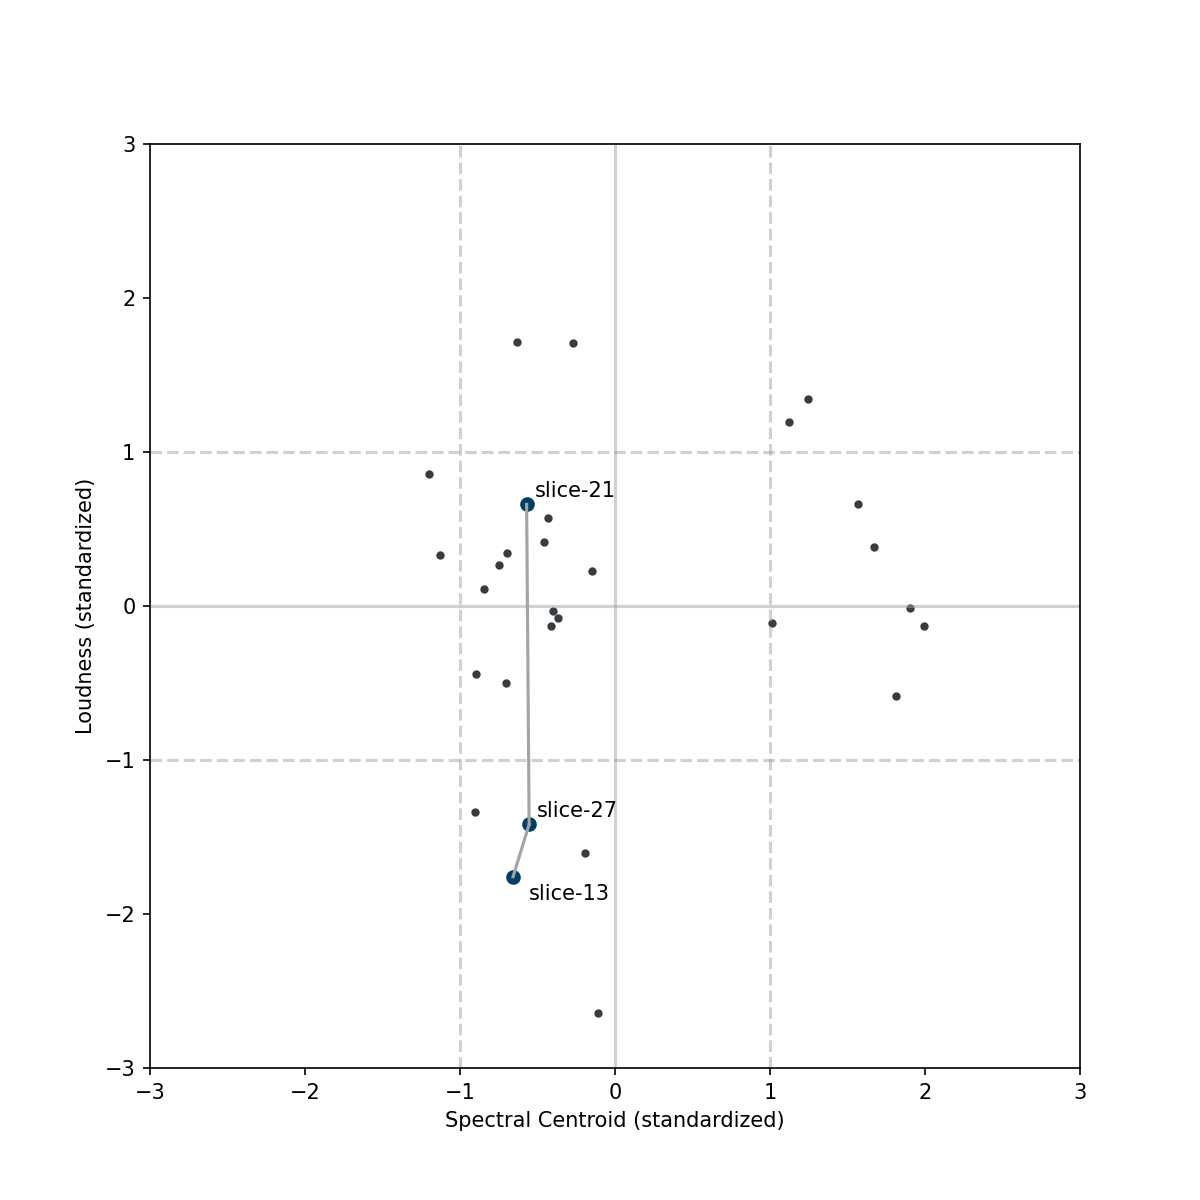 3
2
1
0
−1
−2
−3
−3
−2
−1
0
1
2
3
slice-21
slice-27
slice-13
Loudness (standardized)
Spectral Centroid (standardized)